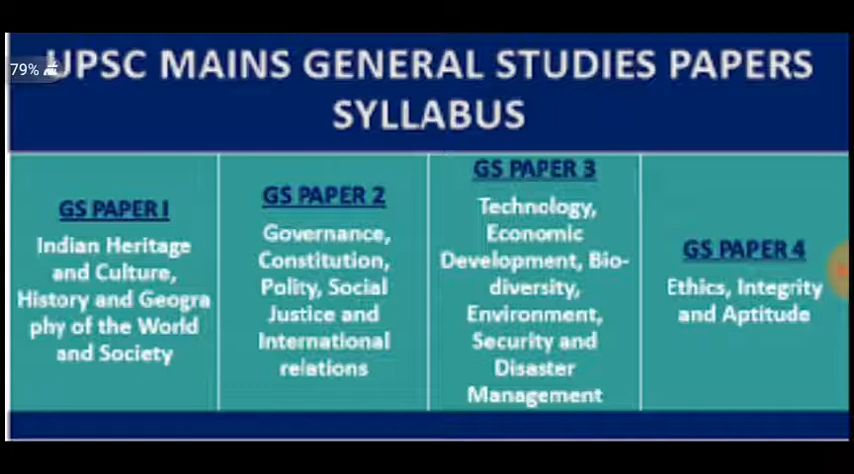 79%
UPSC MAINS GENERAL STUDIES PAPERS
SYLLABUS
GS PAPER I
Indian Heritage
and Culture,
History and Geogra
phy of the World
and Society
GS PAPER 2
Governance,
Constitution,
Polity, Social
Justice and
International
relations
GS PAPER 3
Technology,
Economic
Development, Bio-
diversity,
Environment,
Security and
Disaster
Management
GS PAPER 4
Ethics, Integrity
and Aptitude